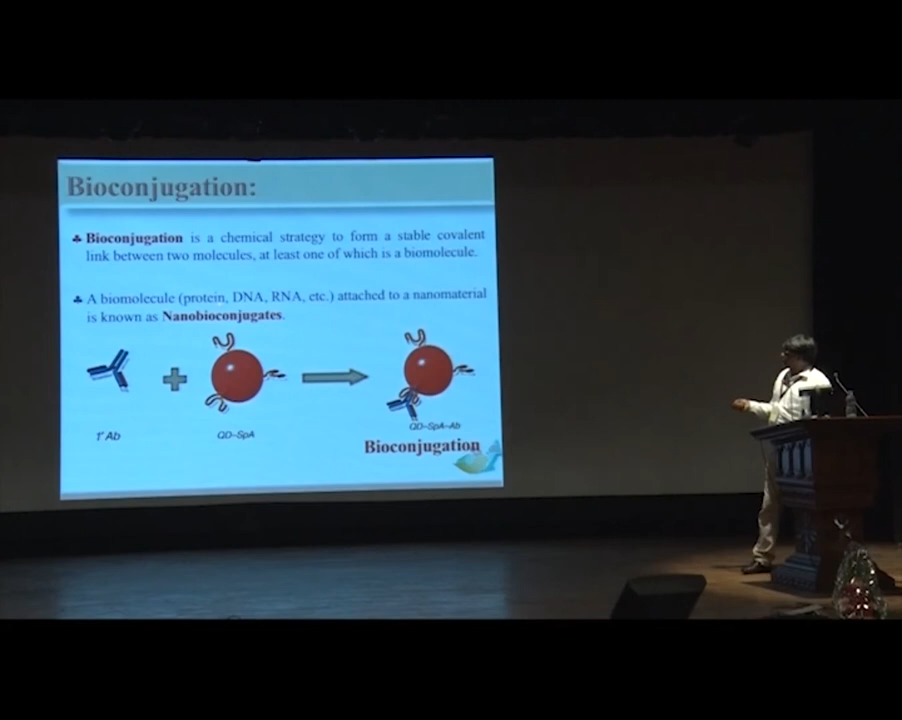 Bioconjugation:
♣ Bioconjugation is a chemical strategy to form a stable covalent
link between two molecules, at least one of which is a biomolecule.
♣ A biomolecule (protein, DNA, RNA, etc.) attached to a nanomaterial
is known as Nanobioconjugates.
1° Ab
QD-SpA
QD-SpA-Ab
Bioconjugation